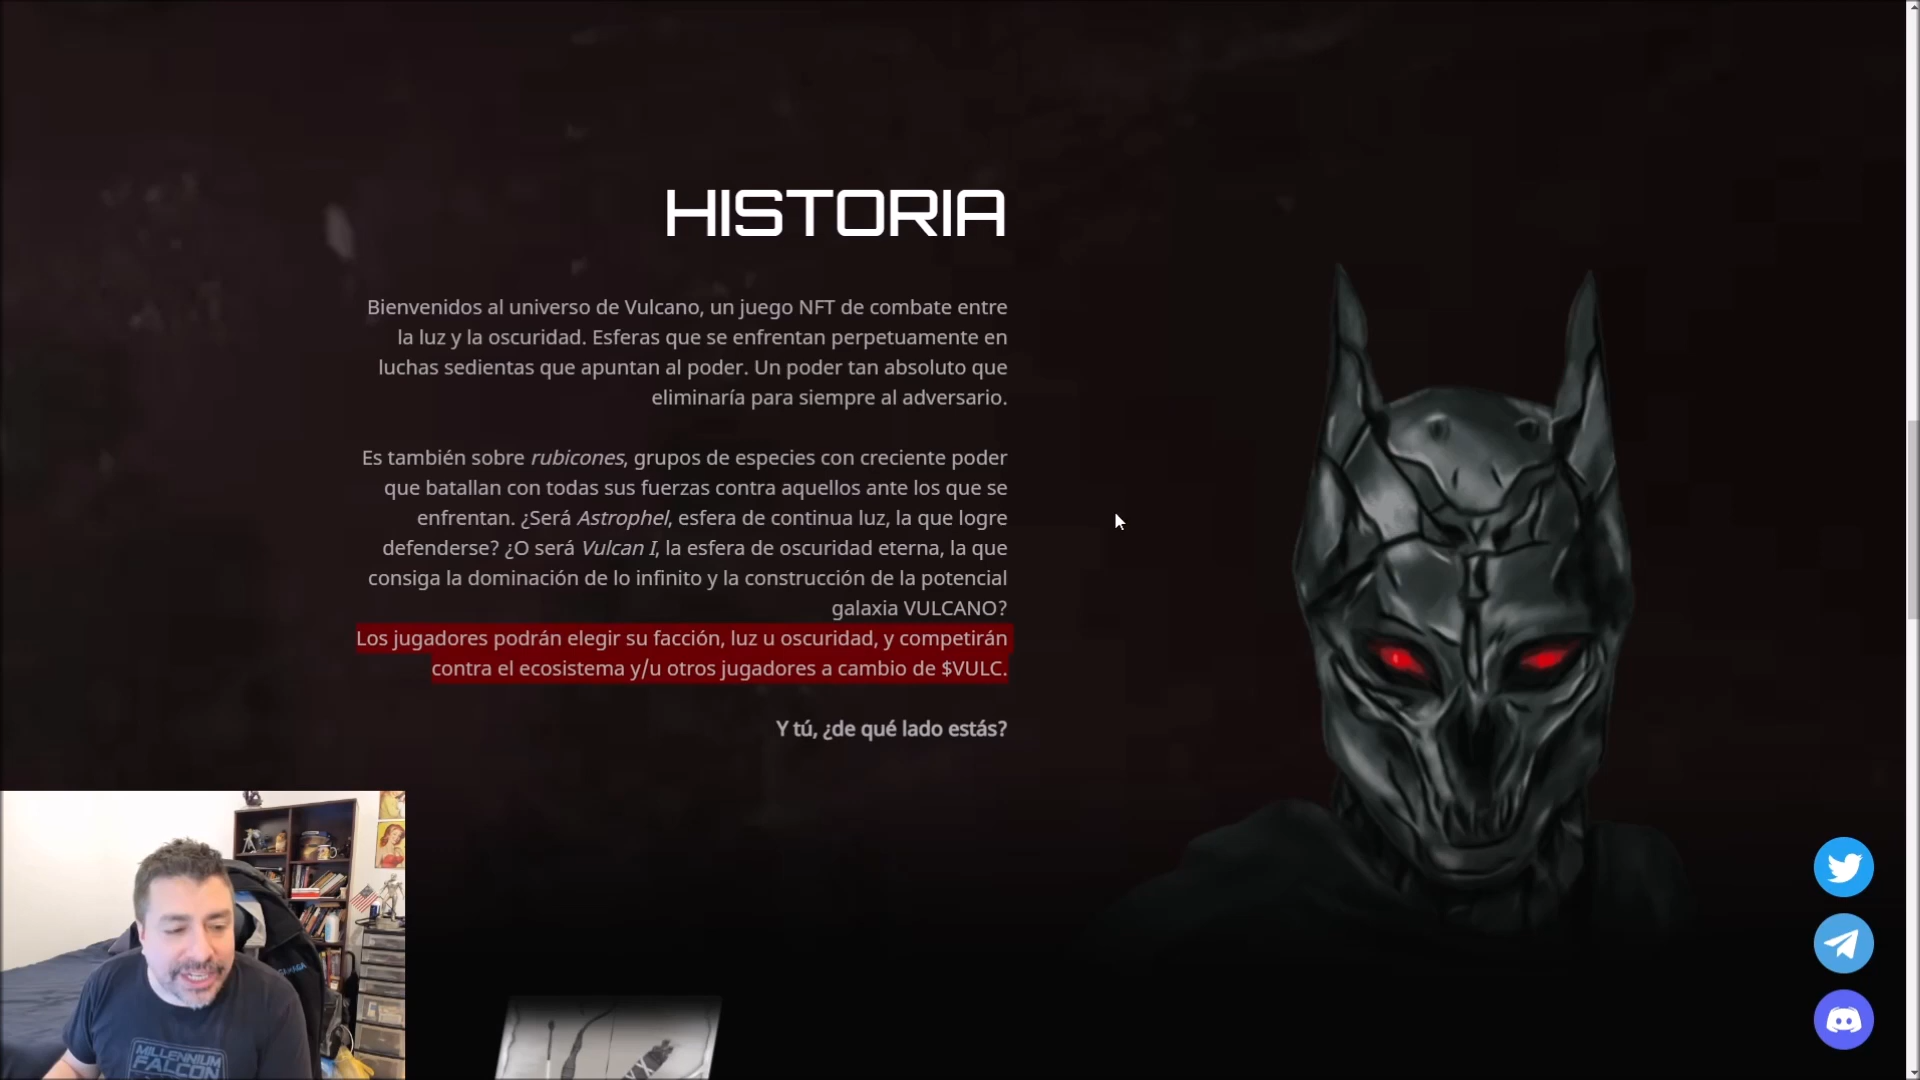 HISTORIA
Bienvenidos al universo de Vulcano, un juego NFT de combate entre
la luz y la oscuridad. Esferas que se enfrentan perpetuamente en
luchas sedientas que apuntan al poder. Un poder tan absoluto que
eliminaría para siempre al adversario.
Es también sobre rubicones, grupos de especies con creciente poder
que batallan con todas sus fuerzas contra aquellos ante los que se
enfrentan. ¿Será Astrophel, esfera de continua luz, la que logre
defenderse? ¿O será Vulcan I, la esfera de oscuridad eterna, la que
consiga la dominación de lo infinito y la construcción de la potencial
galaxia VULCANO?
Los jugadores podrán elegir su facción, luz u oscuridad, y competirán
contra el ecosistema y/u otros jugadores a cambio de $VULC.
Y tú, ¿de qué lado estás?
MILLENNIUM
FALCON